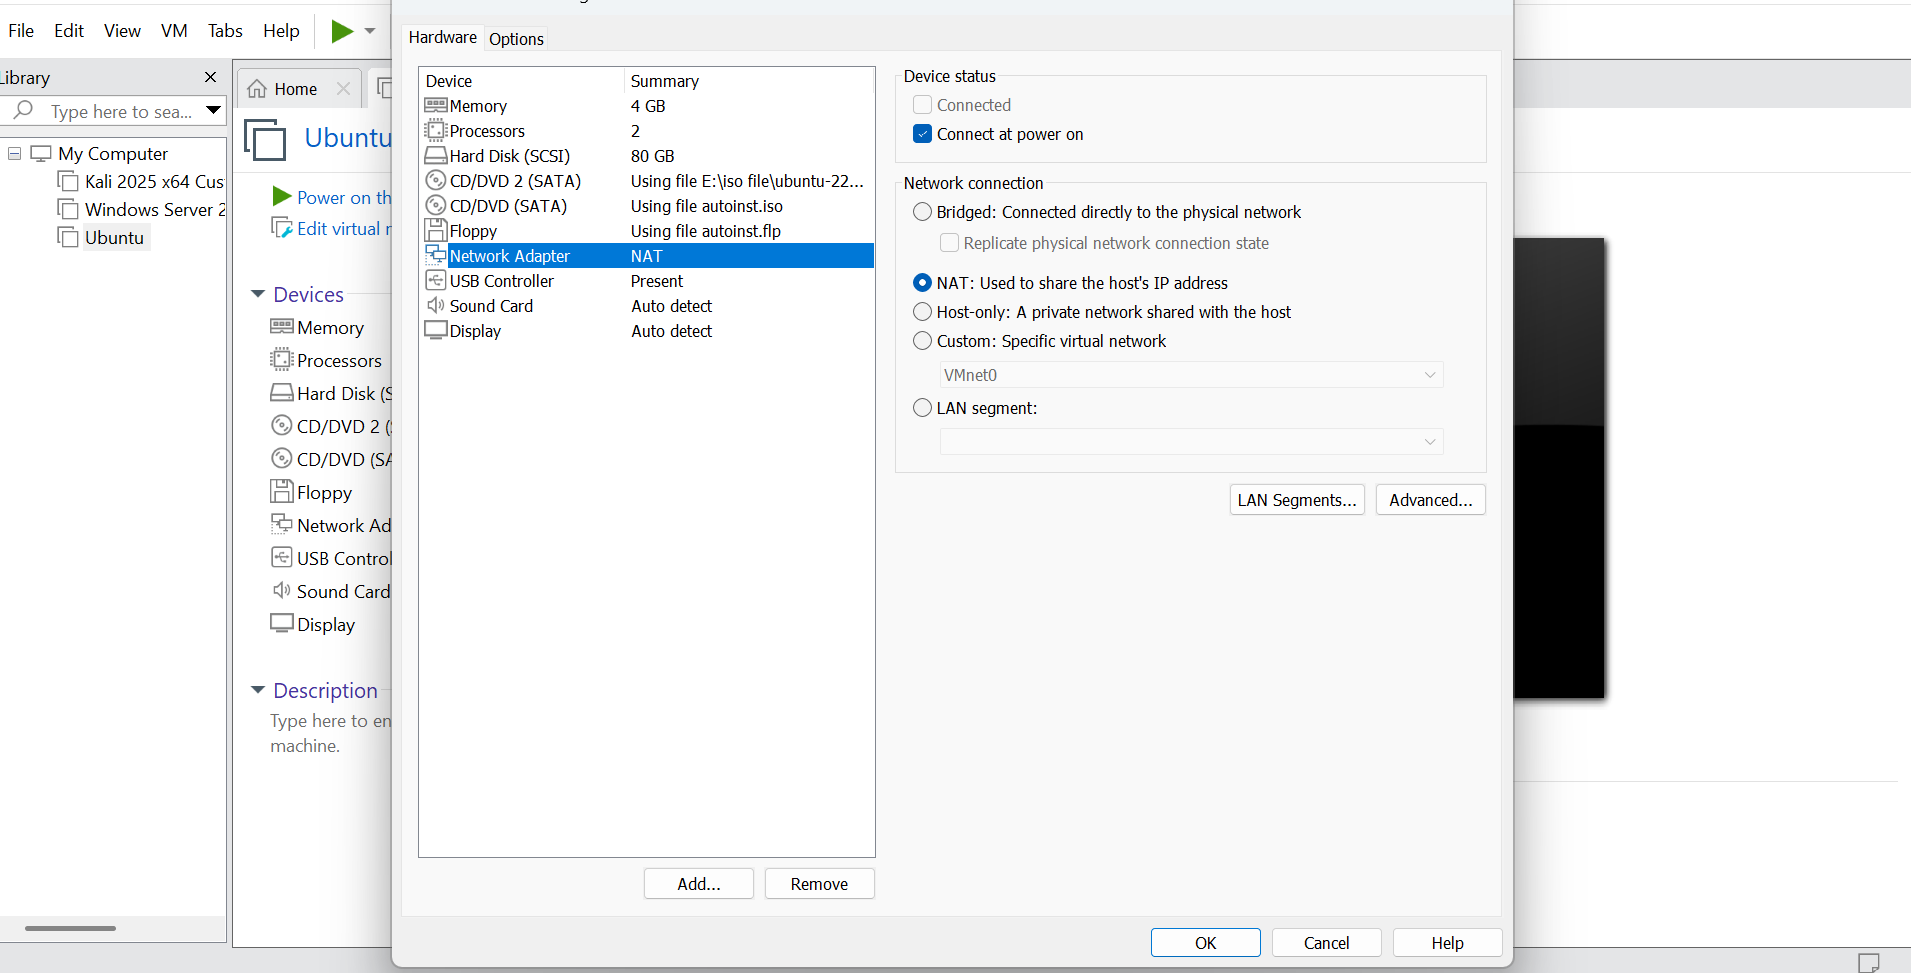 File Edit View VM Tabs Help
Library
Type here to sea...
My Computer
Kali 2025 x64 Cus
Windows Server 2
Ubuntu
Home
Ubuntu
Power on th
Edit virtual
Devices
Memory
Processors
Hard Disk (S
CD/DVD 2 (
CD/DVD (SA
Floppy
Network Ad
USB Control
Sound Card
Display
Description
Type here to en
machine.
Hardware Options
Device Summary
Memory 4 GB
Processors 2
Hard Disk (SCSI) 80 GB
CD/DVD 2 (SATA) Using file E:\iso file\ubuntu-22...
CD/DVD (SATA) Using file autoinst.iso
Floppy Using file autoinst.flp
Network Adapter NAT
USB Controller Present
Sound Card Auto detect
Display Auto detect
Add... Remove
Device status
Connected
Connect at power on
Network connection
Bridged: Connected directly to the physical network
Replicate physical network connection state
NAT: Used to share the host's IP address
Host-only: A private network shared with the host
Custom: Specific virtual network
VMnet0
LAN segment:
LAN Segments... Advanced...
OK Cancel Help